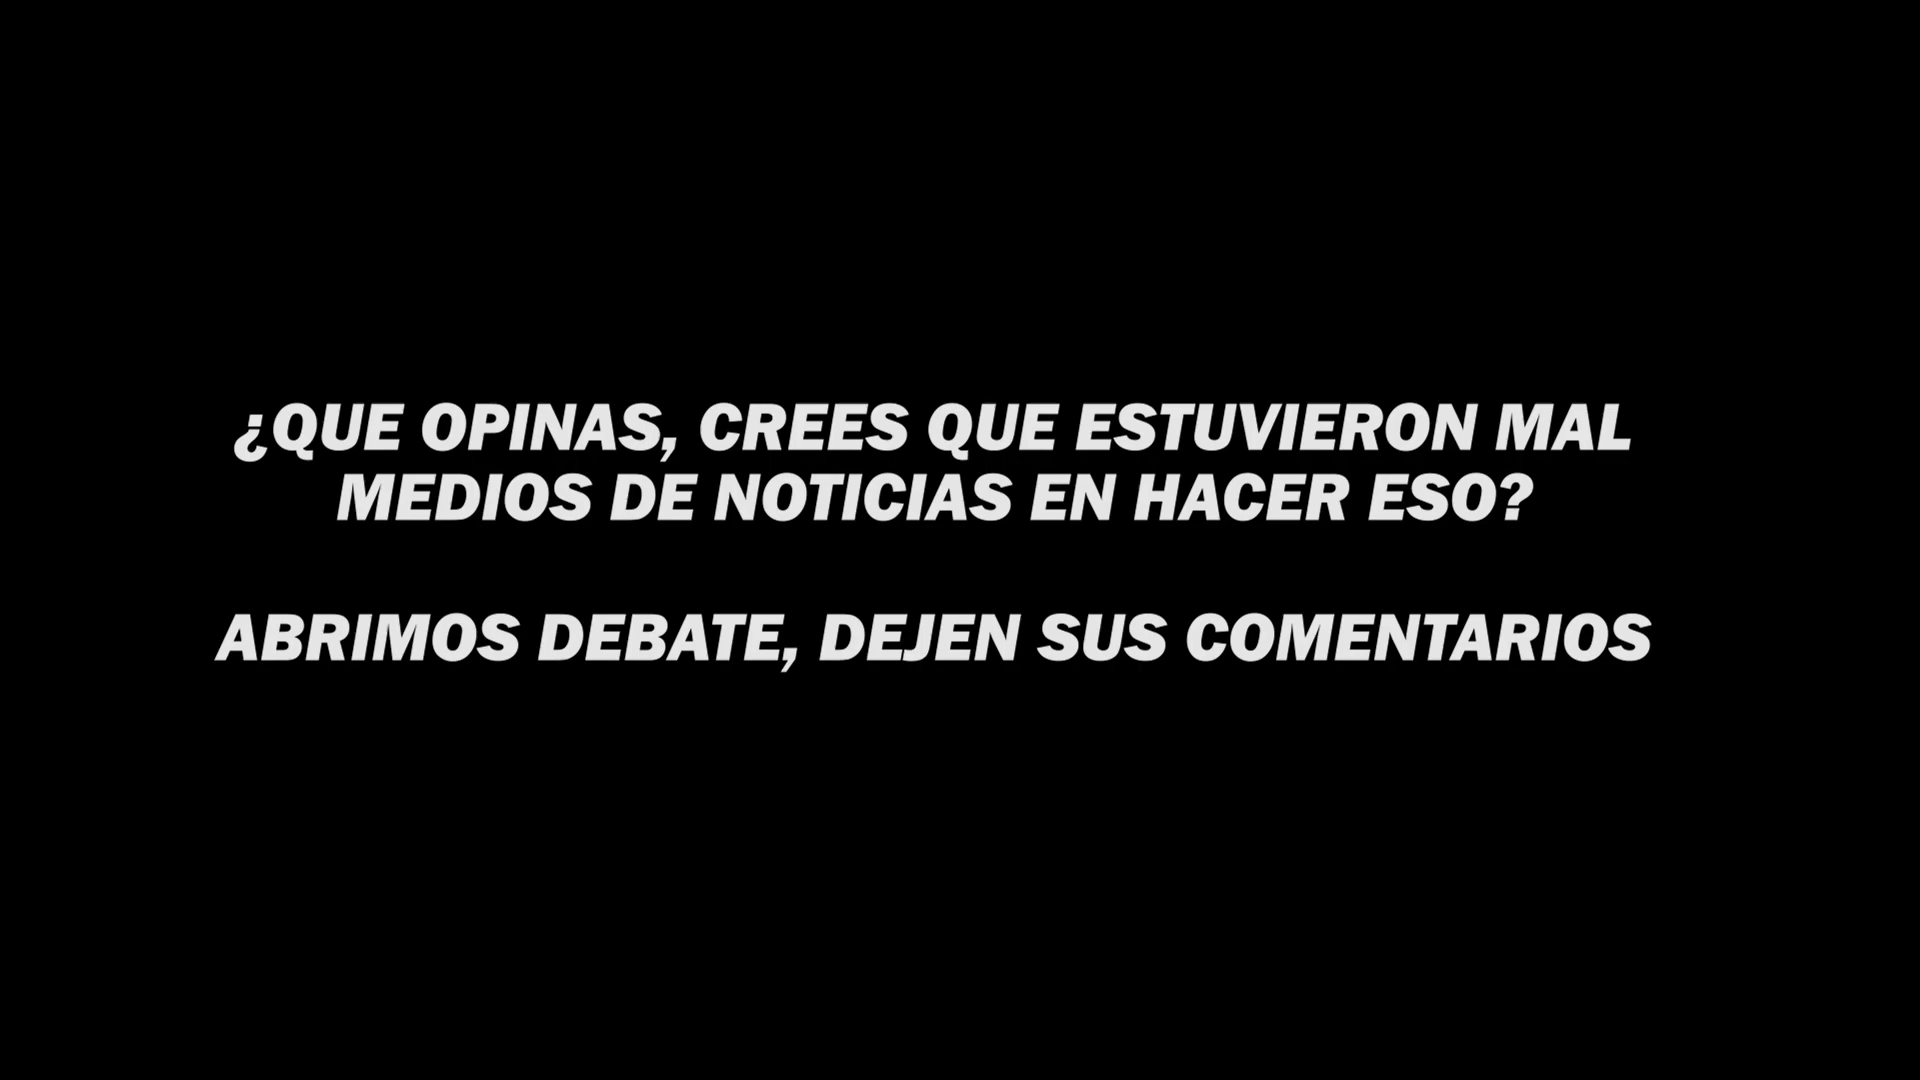 ¿QUE OPINAS, CREES QUE ESTUVIERON MAL
MEDIOS DE NOTICIAS EN HACER ESO?
ABRIMOS DEBATE, DEJEN SUS COMENTARIOS